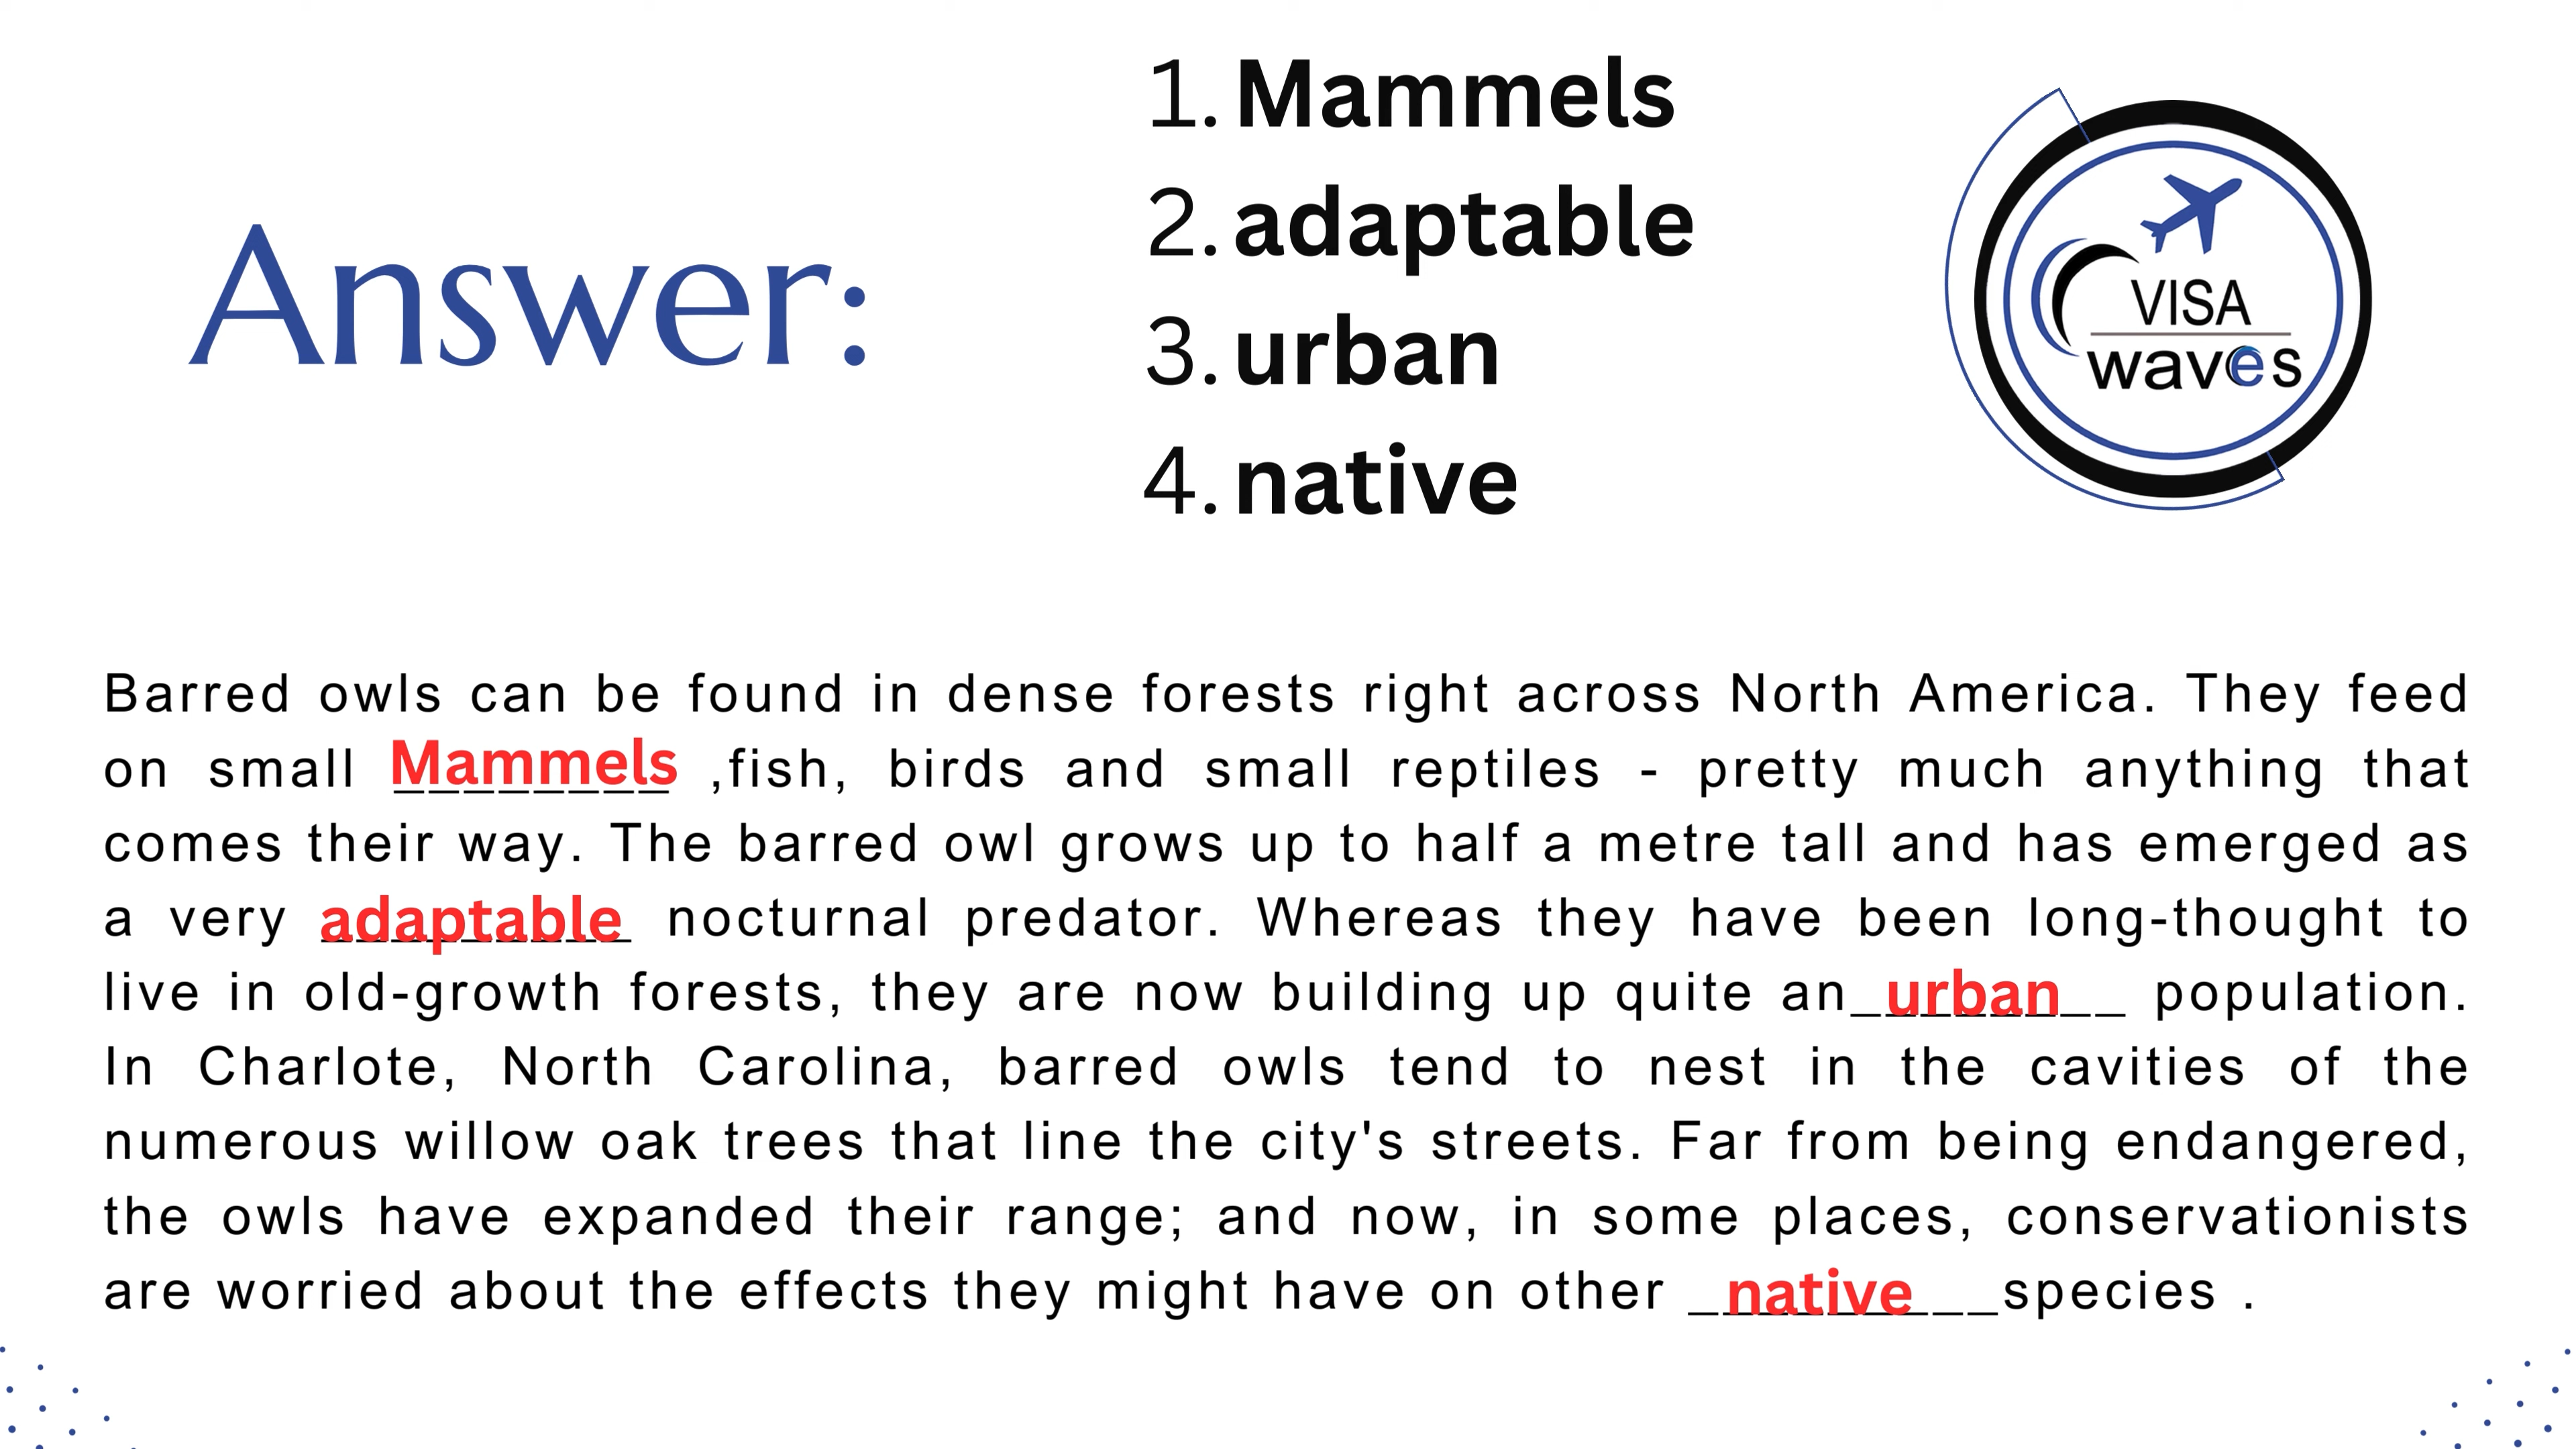 Answer:
1. Mammels
2. adaptable
3. urban
4. native
VISA
waves
Barred owls can be found in dense forests right across North America. They feed
on small Mammels ,fish, birds and small reptiles - pretty much anything that
comes their way. The barred owl grows up to half a metre tall and has emerged as
a very adaptable nocturnal predator. Whereas they have been long-thought to
live in old-growth forests, they are now building up quite an_urban__ population.
In Charlote, North Carolina, barred owls tend to nest in the cavities of the
numerous willow oak trees that line the city's streets. Far from being endangered,
the owls have expanded their range; and now, in some places, conservationists
are worried about the effects they might have on other _native__species .